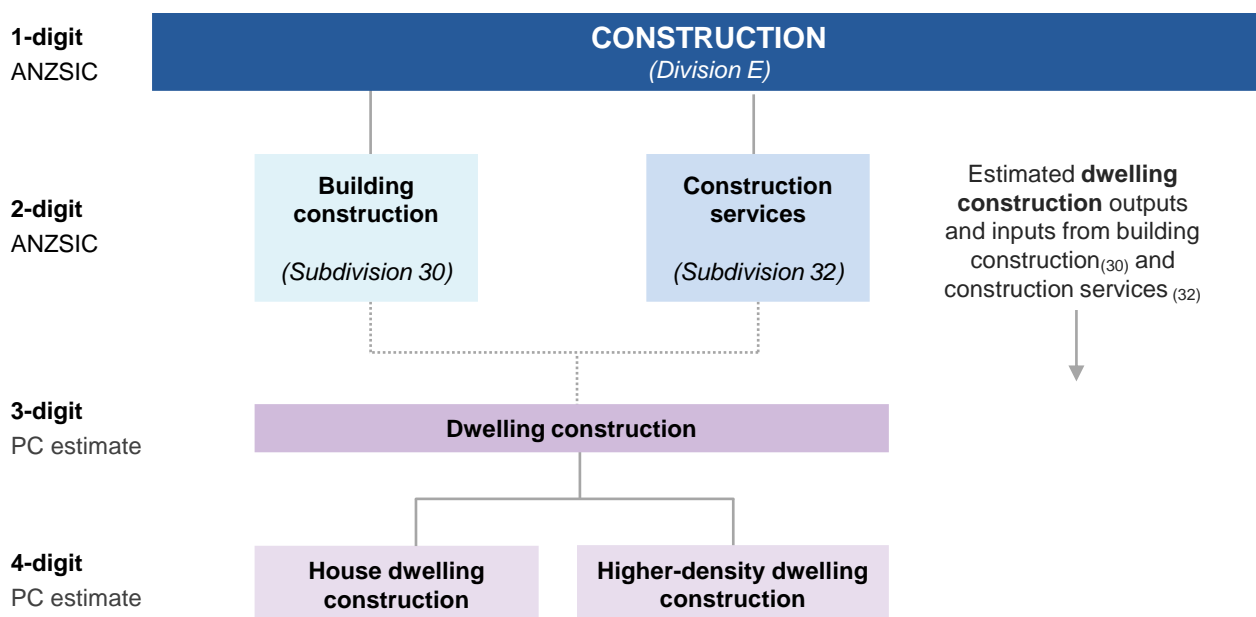 1-digit
ANZSIC
CONSTRUCTION
(Division E)
2-digit
ANZSIC
Building
construction
(Subdivision 30)
Construction
services
(Subdivision 32)
Estimated dwelling
construction outputs
and inputs from building
construction(30) and
construction services (32)
3-digit
PC estimate
Dwelling construction
4-digit
PC estimate
House dwelling
construction
Higher-density dwelling
construction